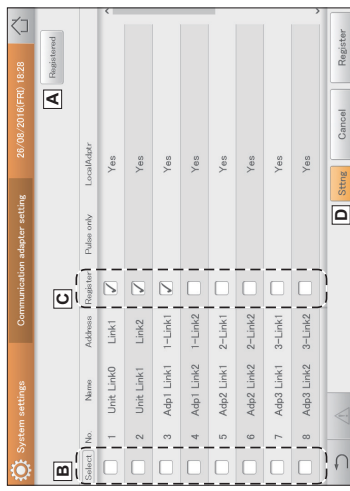 System settings Communication adapter setting 26/08/2016(FRI) 18:28
A Registered
B C
Select No. Name Address Register Pulse only LocalAdptr
1 Unit Link0 Link1 Yes
2 Unit Link1 Link2 Yes
3 Adp1 Link1 1-Link1 Yes
4 Adp1 Link2 1-Link2 Yes
5 Adp2 Link1 2-Link1 Yes
6 Adp2 Link2 2-Link2 Yes
7 Adp3 Link1 3-Link1 Yes
8 Adp3 Link2 3-Link2 Yes
D
Sttng Cancel Register